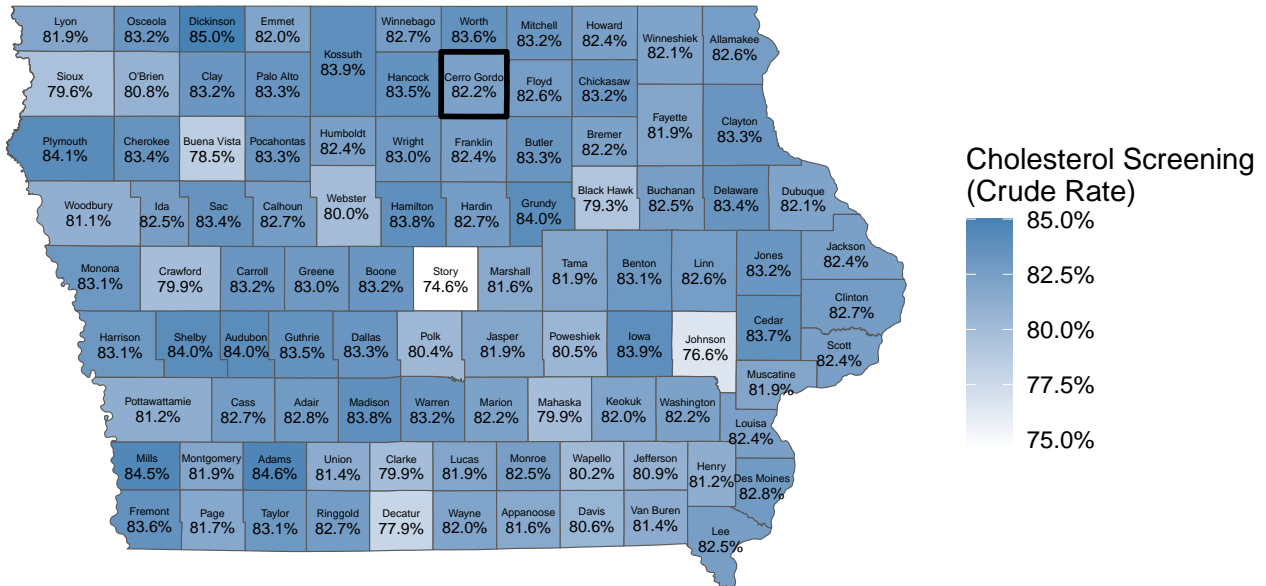 Lyon
81.9%
Osceola
83.2%
Dickinson
85.0%
Emmet
82.0%
Kossuth
83.9%
Winnebago
82.7%
Worth
83.6%
Mitchell
83.2%
Howard
82.4%
Winneshiek
82.1%
Allamakee
82.6%
Sioux
79.6%
O'Brien
80.8%
Clay
83.2%
Palo Alto
83.3%
Hancock
83.5%
Cerro Gordo
82.2%
Floyd
82.6%
Chickasaw
83.2%
Fayette
81.9%
Clayton
83.3%
Plymouth
84.1%
Cherokee
83.4%
Buena Vista
78.5%
Pocahontas
83.3%
Humboldt
82.4%
Wright
83.0%
Franklin
82.4%
Butler
83.3%
Bremer
82.2%
Woodbury
81.1%
Ida
82.5%
Sac
83.4%
Calhoun
82.7%
Webster
80.0%
Hamilton
83.8%
Hardin
82.7%
Grundy
84.0%
Black Hawk
79.3%
Buchanan
82.5%
Delaware
83.4%
Dubuque
82.1%
Monona
83.1%
Crawford
79.9%
Carroll
83.2%
Greene
83.0%
Boone
83.2%
Story
74.6%
Marshall
81.6%
Tama
81.9%
Benton
83.1%
Linn
82.6%
Jones
83.2%
Jackson
82.4%
Clinton
82.7%
Harrison
83.1%
Shelby
84.0%
Audubon
84.0%
Guthrie
83.5%
Dallas
83.3%
Polk
80.4%
Jasper
81.9%
Poweshiek
80.5%
Iowa
83.9%
Johnson
76.6%
Cedar
83.7%
Scott
82.4%
Muscatine
81.9%
Pottawattamie
81.2%
Cass
82.7%
Adair
82.8%
Madison
83.8%
Warren
83.2%
Marion
82.2%
Mahaska
79.9%
Keokuk
82.0%
Washington
82.2%
Louisa
82.4%
Mills
84.5%
Montgomery
81.9%
Adams
84.6%
Union
81.4%
Clarke
79.9%
Lucas
81.9%
Monroe
82.5%
Wapello
80.2%
Jefferson
80.9%
Henry
81.2%
Des Moines
82.8%
Fremont
83.6%
Page
81.7%
Taylor
83.1%
Ringgold
82.7%
Decatur
77.9%
Wayne
82.0%
Appanoose
81.6%
Davis
80.6%
Van Buren
81.4%
Lee
82.5%
Cholesterol Screening
(Crude Rate)
85.0%
82.5%
80.0%
77.5%
75.0%